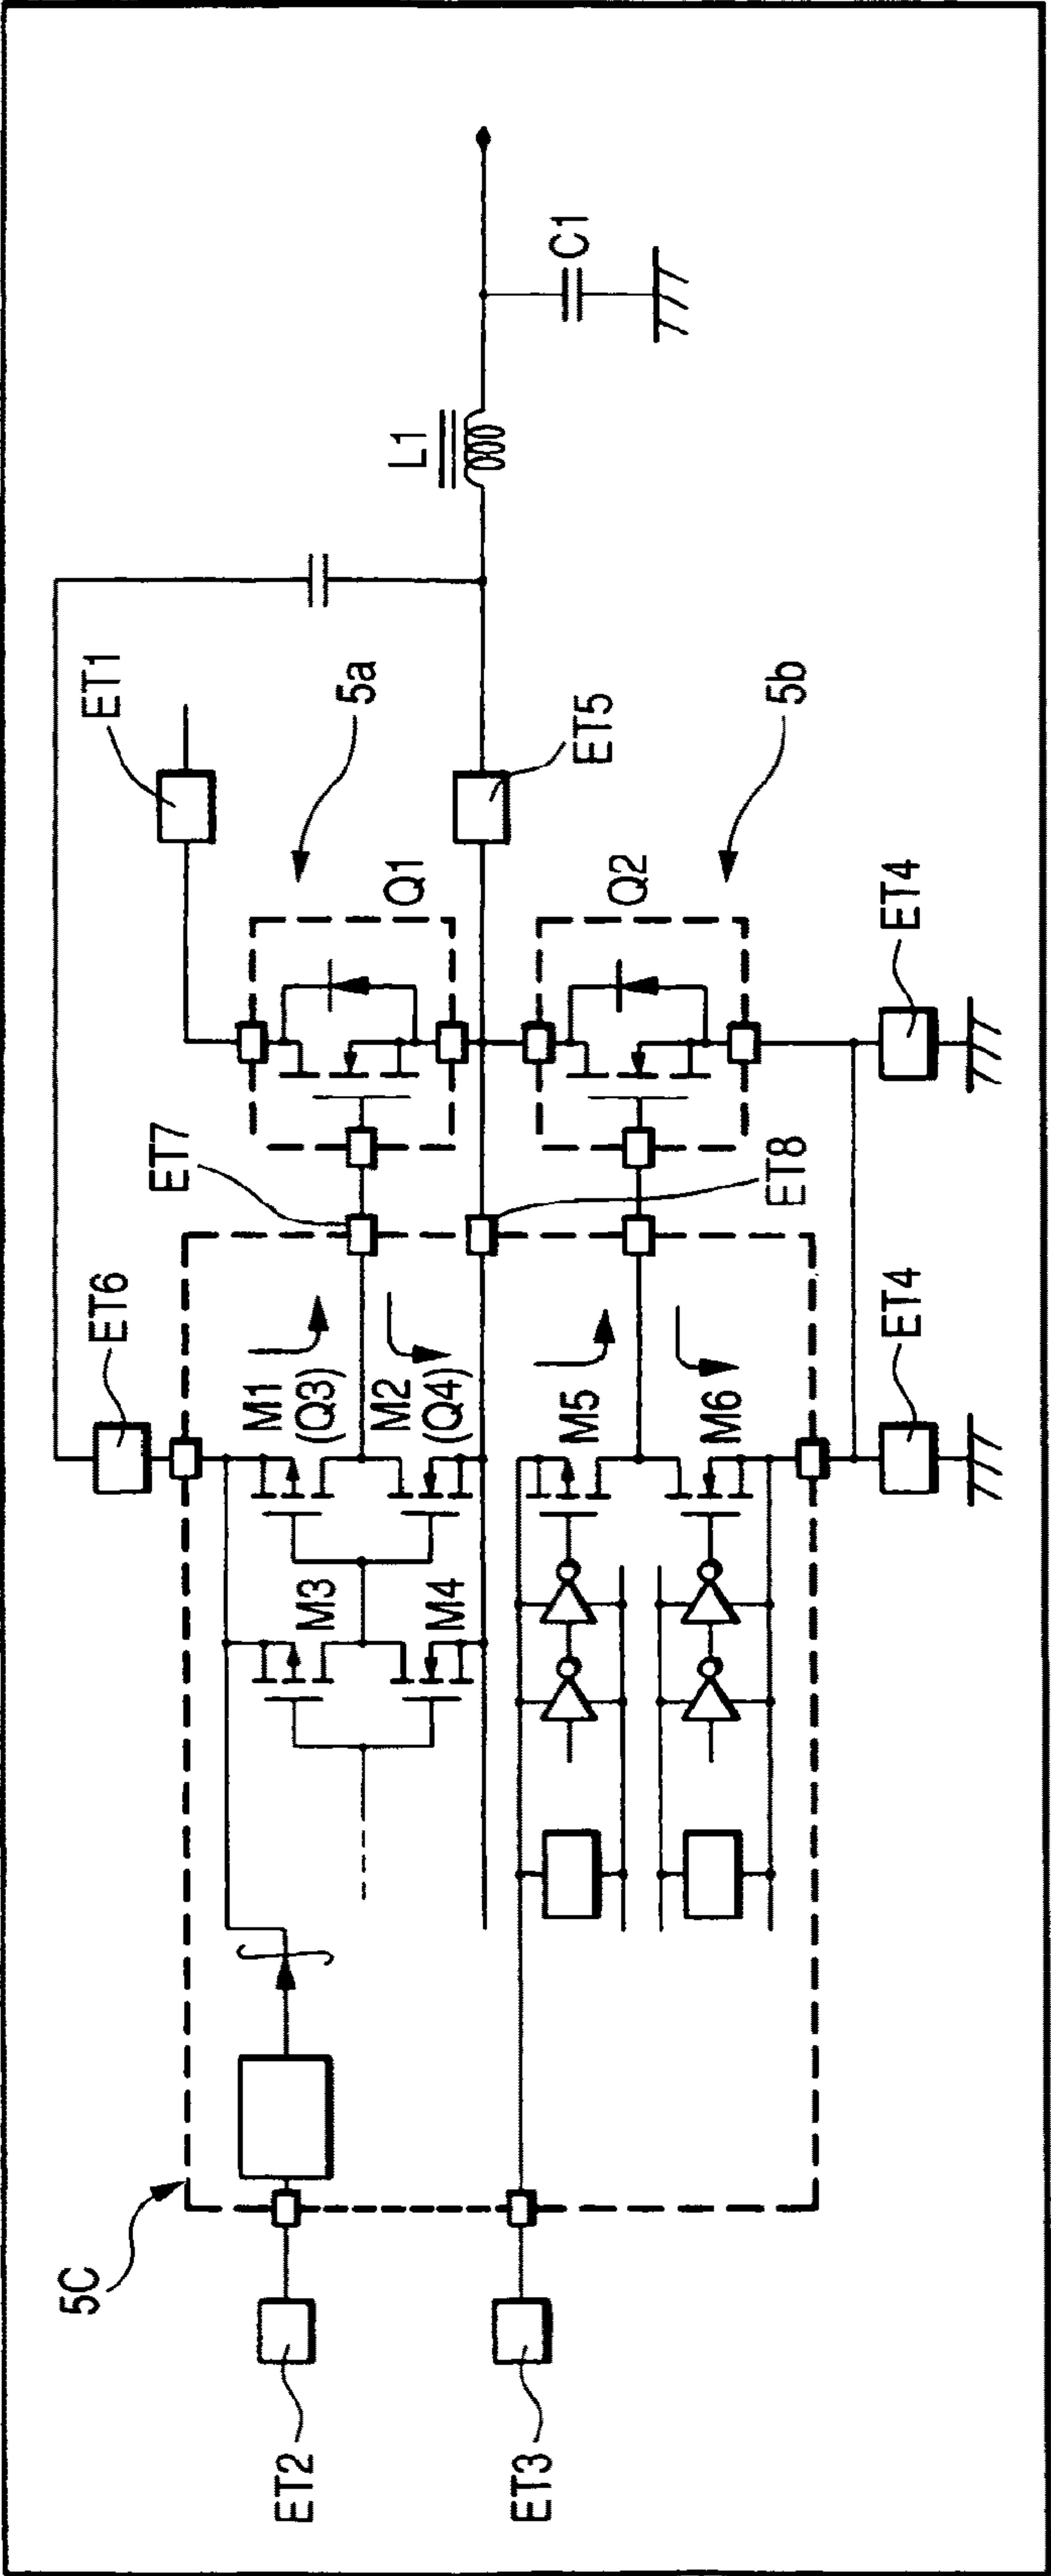 5C
ET2
ET3
ET6
M1
(Q3)
M2
(Q4)
M3
M4
M5
M6
ET7
ET8
ET4
ET4
Q1
Q2
ET1
5a
ET5
5b
L1
C1